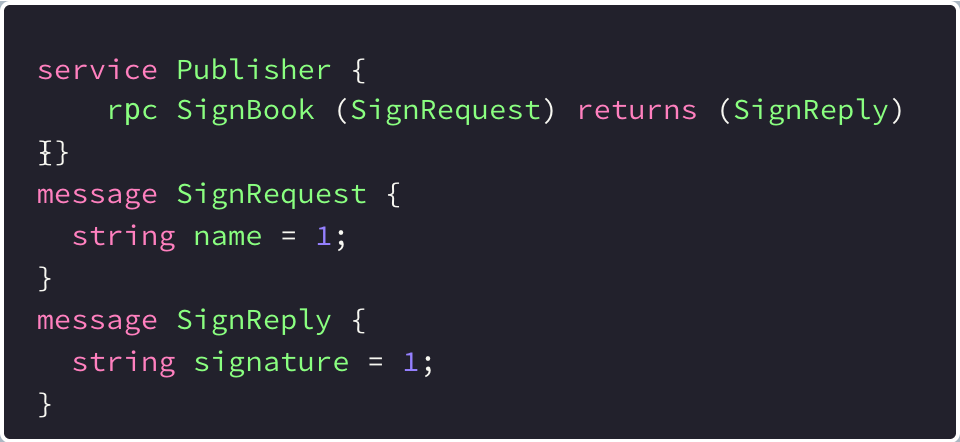 service Publisher {
    rpc SignBook (SignRequest) returns (SignReply)
{}
}
message SignRequest {
  string name = 1;
}
message SignReply {
  string signature = 1;
}